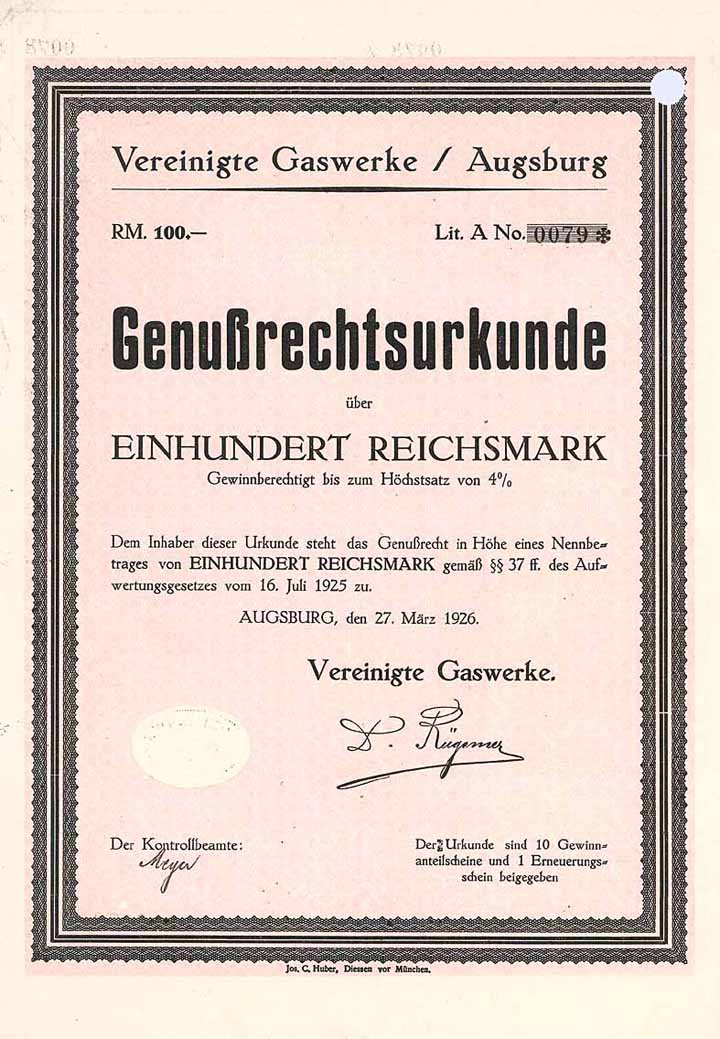 Vereinigte Gaswerke / Augsburg
RM. 100.— Lit. A No. 0079 ✻
Genußrechtsurkunde
über
EINHUNDERT REICHSMARK
Gewinnberechtigt bis zum Höchstsatz von 4%
Dem Inhaber dieser Urkunde steht das Genußrecht in Höhe eines Nennbe=
trages von EINHUNDERT REICHSMARK gemäß §§ 37 ff. des Auf=
wertungsgesetzes vom 16. Juli 1925 zu.
AUGSBURG, den 27. März 1926.
Vereinigte Gaswerke.
D. Rügemer
Der Kontrollbeamte:
Meyer
Der Urkunde sind 10 Gewinn=
anteilscheine und 1 Erneuerungs=
schein beigegeben
Jos. C. Huber, Diessen vor München.